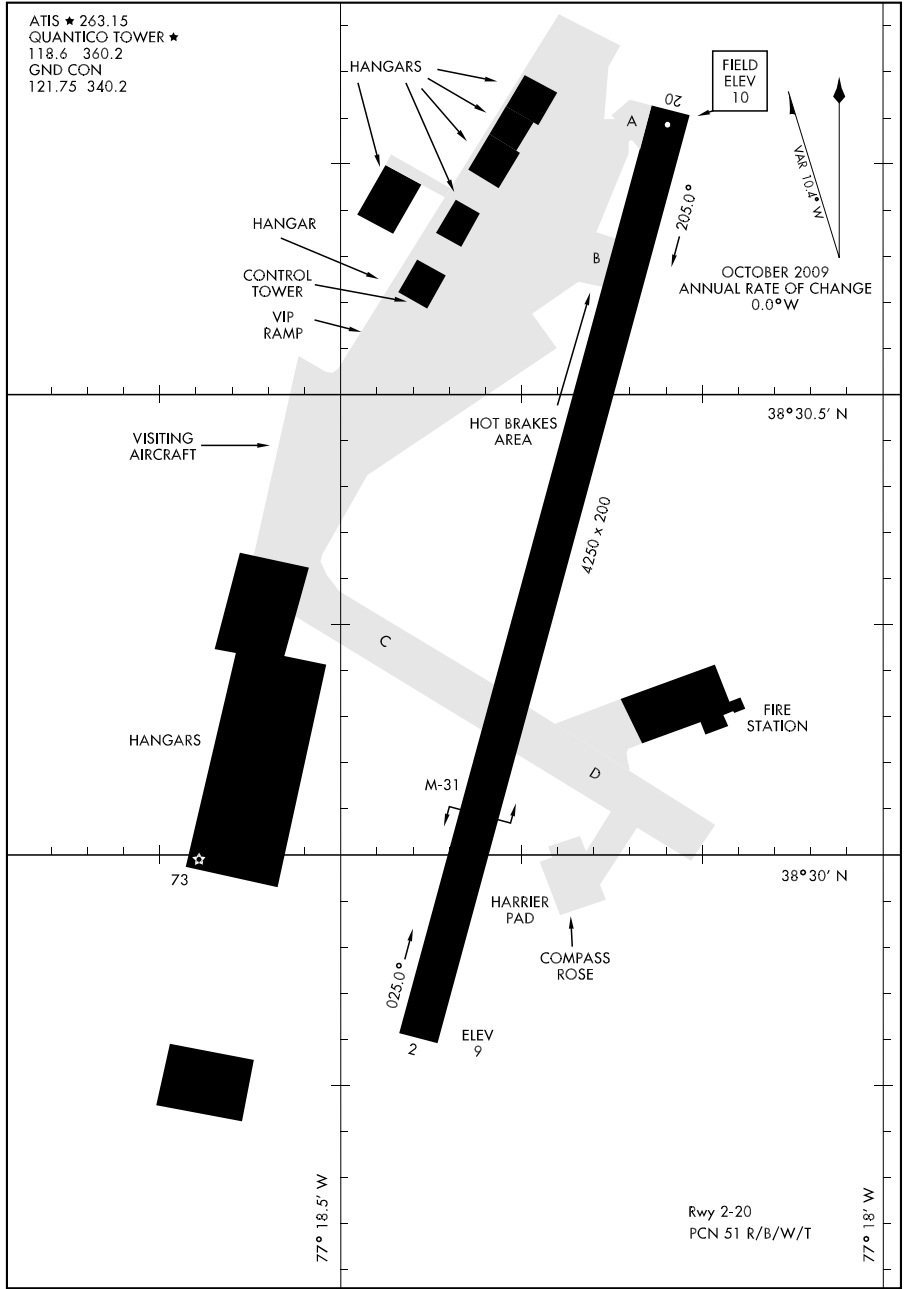 ATIS ★ 263.15
QUANTICO TOWER ★
118.6 360.2
GND CON
121.75 340.2
HANGARS
FIELD
ELEV
10
20
A
VAR 10.4° W
205.0°
HANGAR
B
CONTROL
TOWER
OCTOBER 2009
ANNUAL RATE OF CHANGE
0.0° W
VIP
RAMP
38° 30.5' N
HOT BRAKES
AREA
VISITING
AIRCRAFT
4250 x 200
C
FIRE
STATION
HANGARS
D
M-31
73
38° 30' N
HARRIER
PAD
COMPASS
ROSE
025.0°
ELEV
9
2
77° 18.5' W
77° 18' W
Rwy 2-20
PCN 51 R/B/W/T